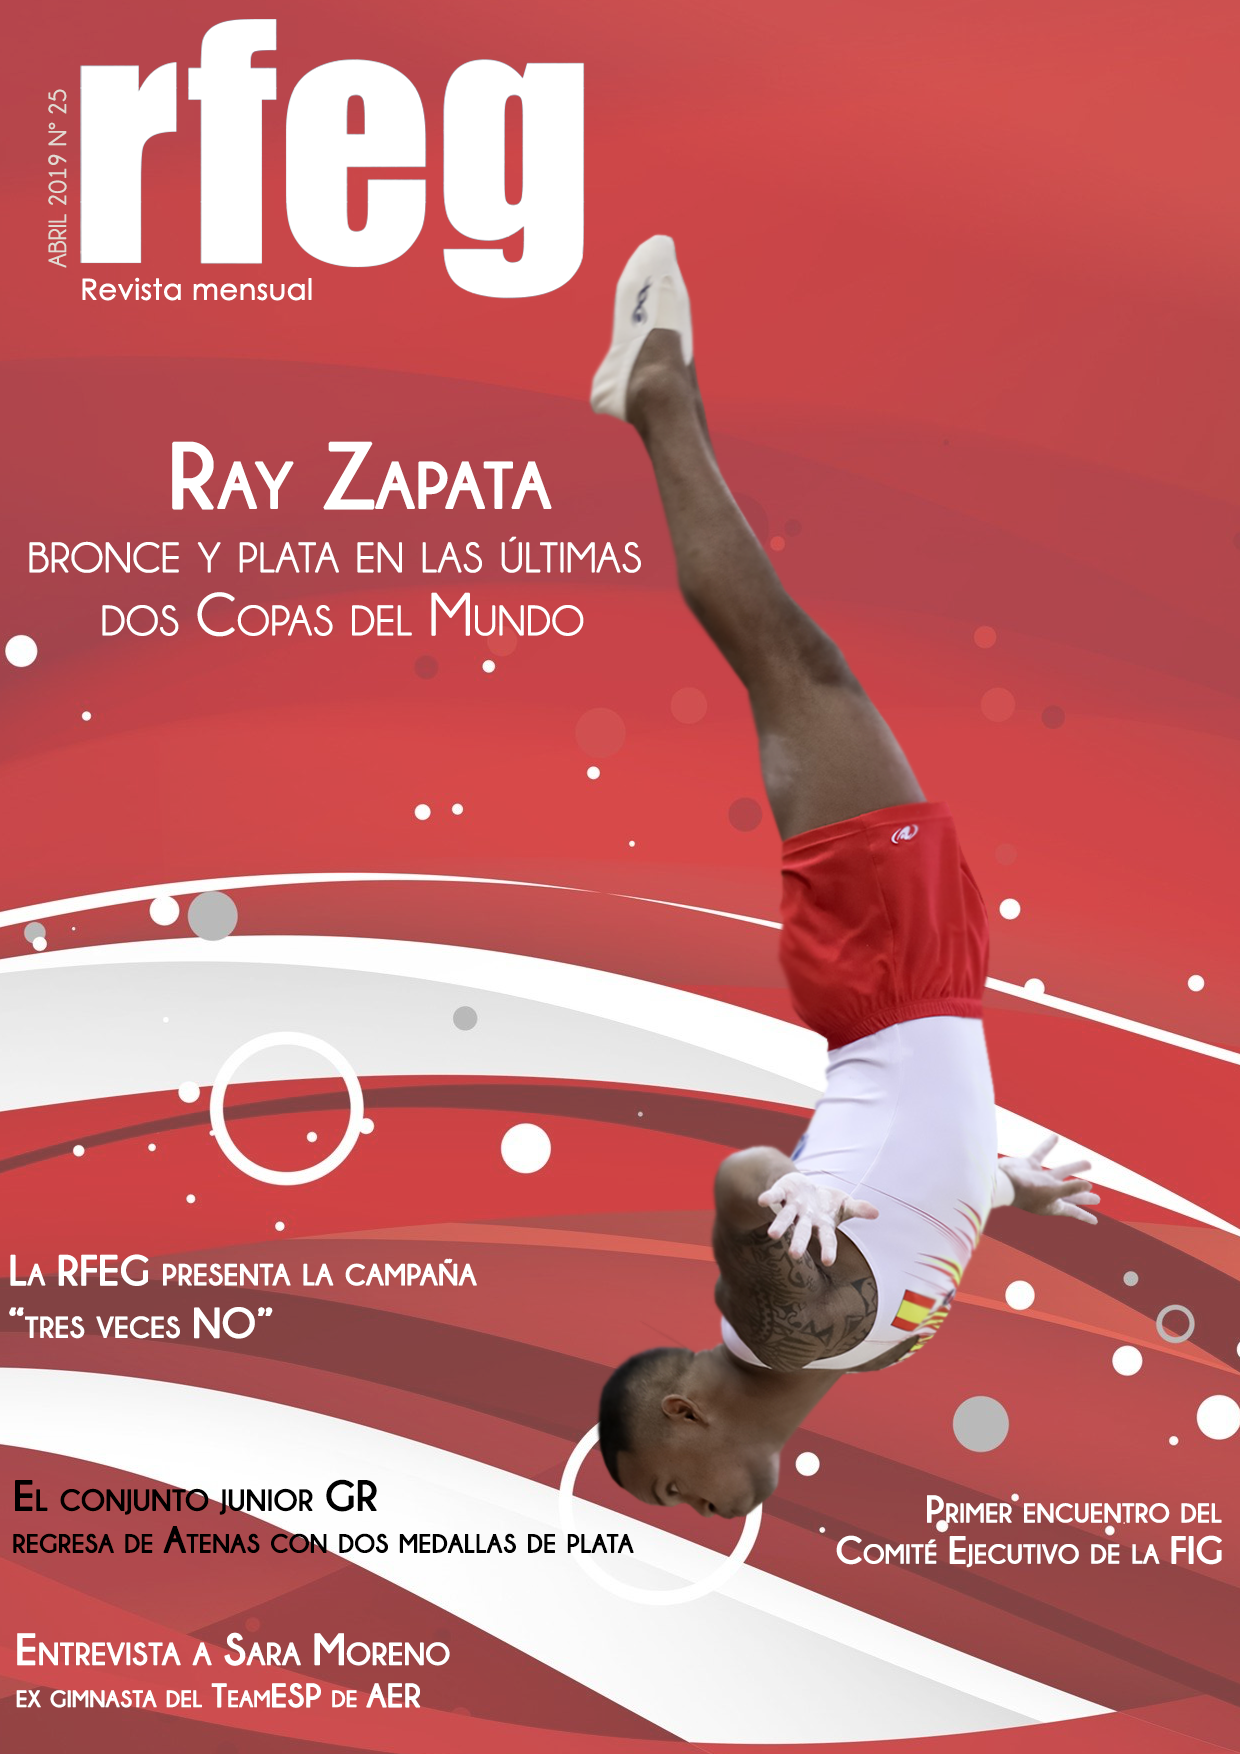 ABRIL 2019 N° 25
rfeg
Revista mensual
RAY ZAPATA
BRONCE Y PLATA EN LAS ÚLTIMAS
DOS COPAS DEL MUNDO
LA RFEG PRESENTA LA CAMPAÑA
“TRES VECES NO”
EL CONJUNTO JUNIOR GR
REGRESA DE ATENAS CON DOS MEDALLAS DE PLATA
PRIMER ENCUENTRO DEL
COMITÉ EJECUTIVO DE LA FIG
ENTREVISTA A SARA MORENO
EX GIMNASTA DEL TEAMESP DE AER